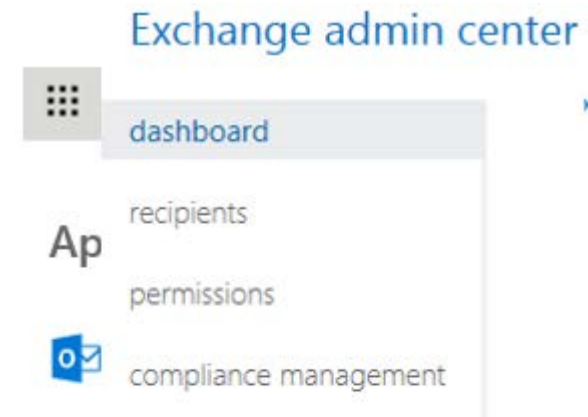 Exchange admin center
dashboard
recipients
Ap
permissions
compliance management